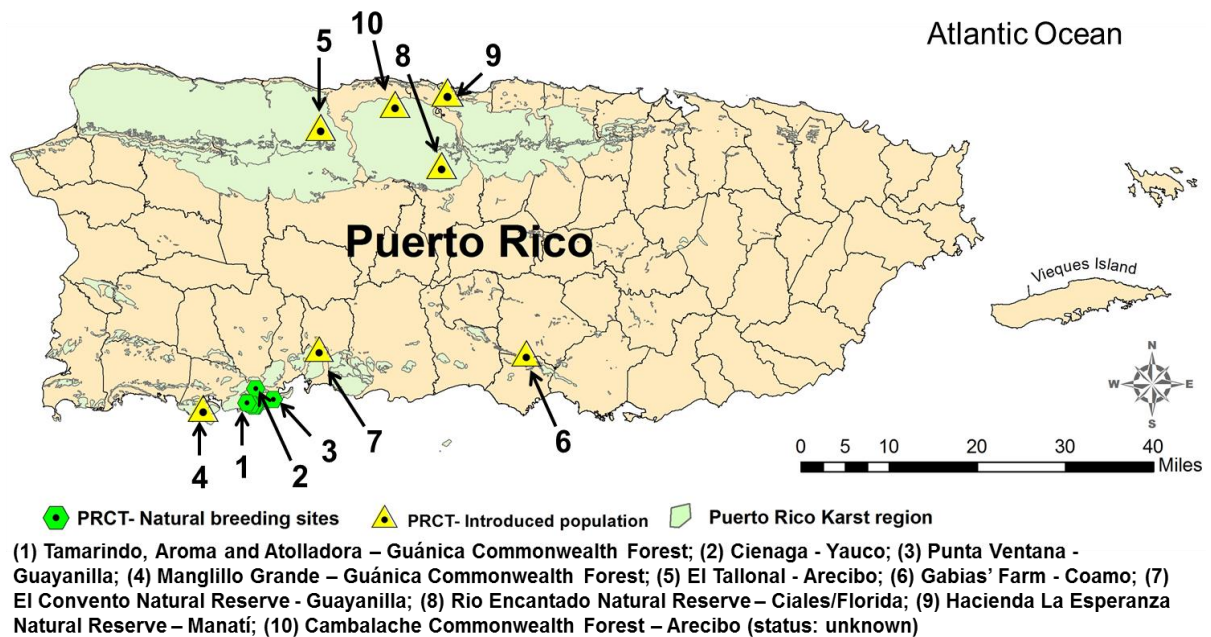 Atlantic Ocean
10
5
8
9
Puerto Rico
Vieques Island
N
W E
S
4
1
2
3
7
6
0 5 10 20 30 40
Miles
PRCT- Natural breeding sites
PRCT- Introduced population
Puerto Rico Karst region
(1) Tamarindo, Aroma and Atolladora – Guánica Commonwealth Forest; (2) Cienaga - Yauco; (3) Punta Ventana -
Guayanilla; (4) Manglillo Grande – Guánica Commonwealth Forest; (5) El Tallonal - Arecibo; (6) Gabias’ Farm - Coamo; (7)
El Convento Natural Reserve - Guayanilla; (8) Rio Encantado Natural Reserve – Ciales/Florida; (9) Hacienda La Esperanza
Natural Reserve – Manatí; (10) Cambalache Commonwealth Forest – Arecibo (status: unknown)